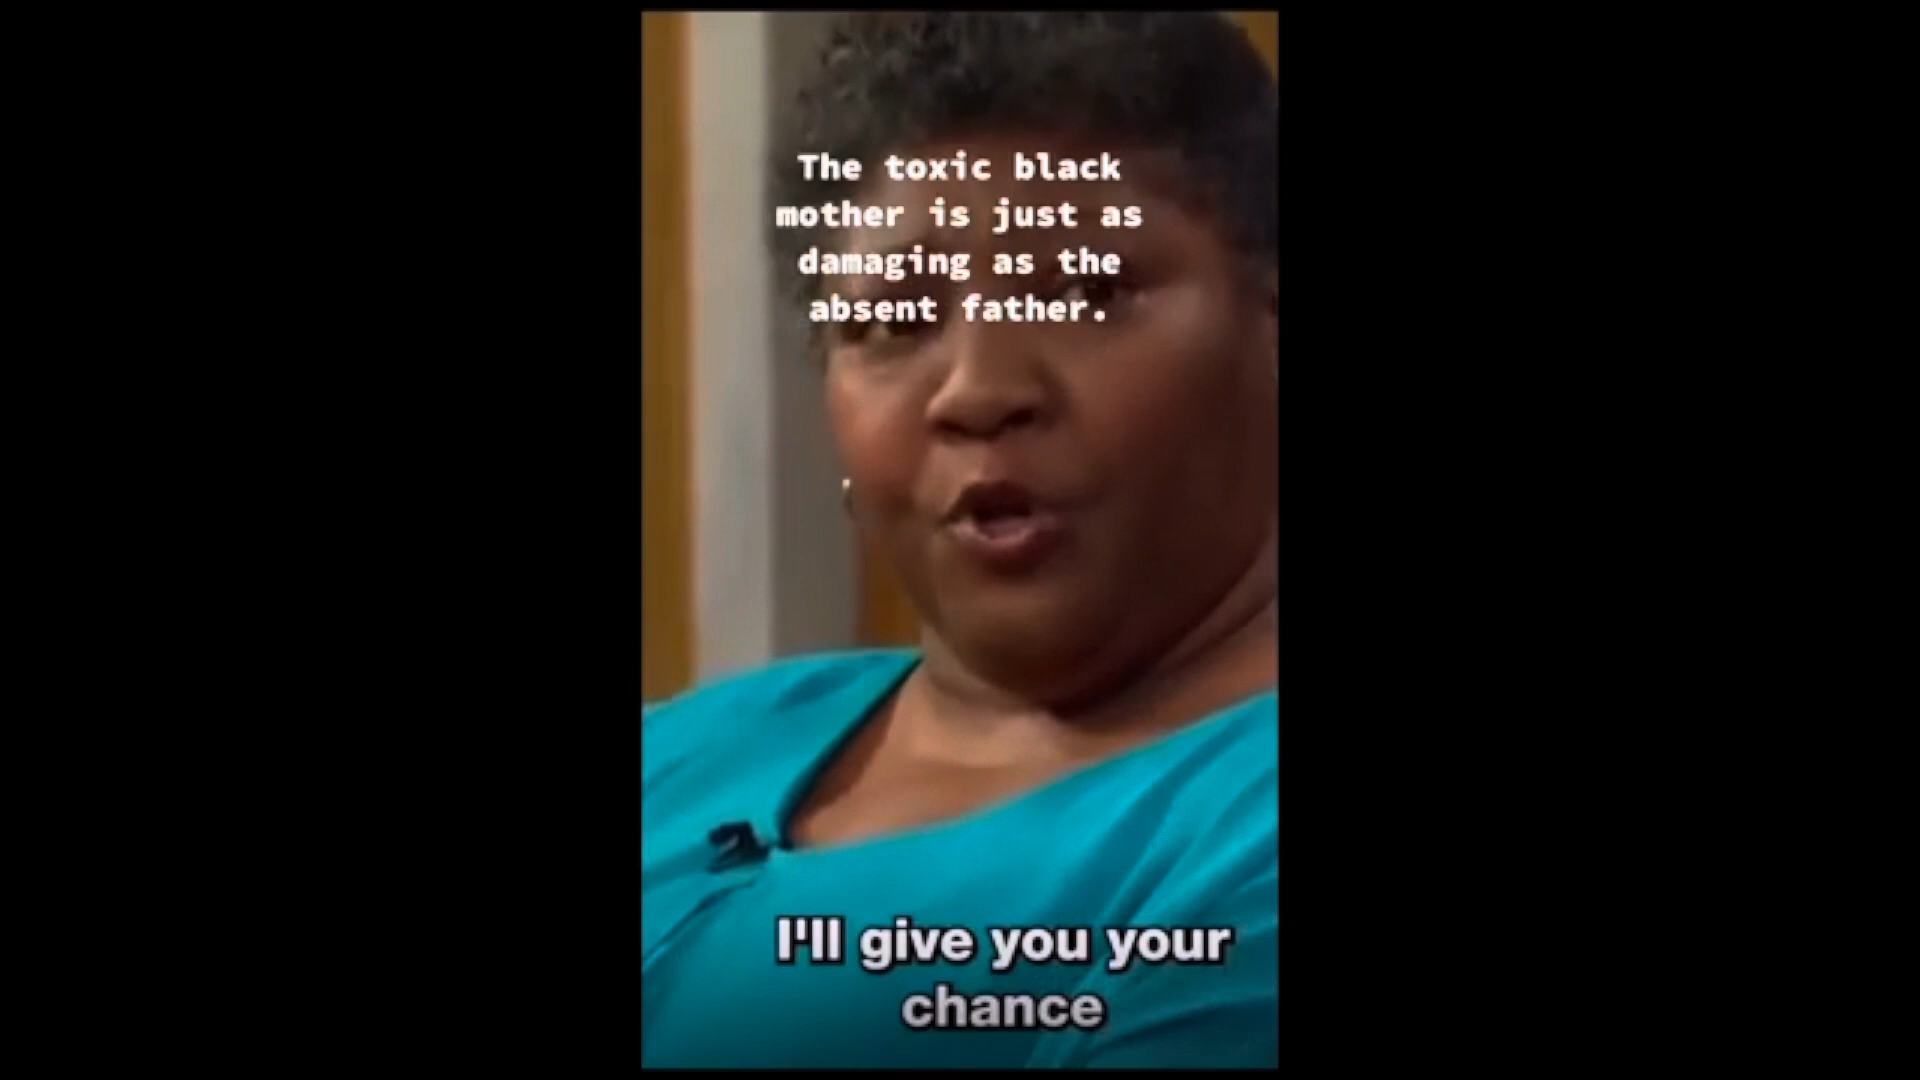 The toxic black
mother is just as
damaging as the
absent father.
I'll give you your
chance